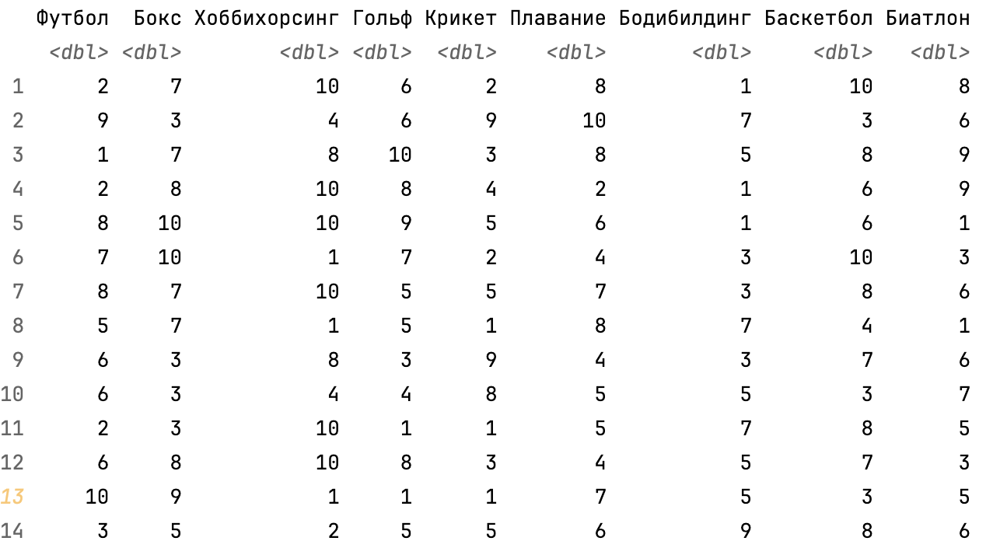 Футбол Бокс Хоббихорсинг Гольф Крикет Плавание Бодибилдинг Баскетбол Биатлон
<dbl> <dbl> <dbl> <dbl> <dbl> <dbl> <dbl> <dbl> <dbl>
1 2 7 10 6 2 8 1 10 8
2 9 3 4 6 9 10 7 3 6
3 1 7 8 10 3 8 5 8 9
4 2 8 10 8 4 2 1 6 9
5 8 10 10 9 5 6 1 6 1
6 7 10 1 7 2 4 3 10 3
7 8 7 10 5 5 7 3 8 6
8 5 7 1 5 1 8 7 4 1
9 6 3 8 3 9 4 3 7 6
10 6 3 4 4 8 5 5 3 7
11 2 3 10 1 1 5 7 8 5
12 6 8 10 8 3 4 5 7 3
13 10 9 1 1 1 7 5 3 5
14 3 5 2 5 5 6 9 8 6